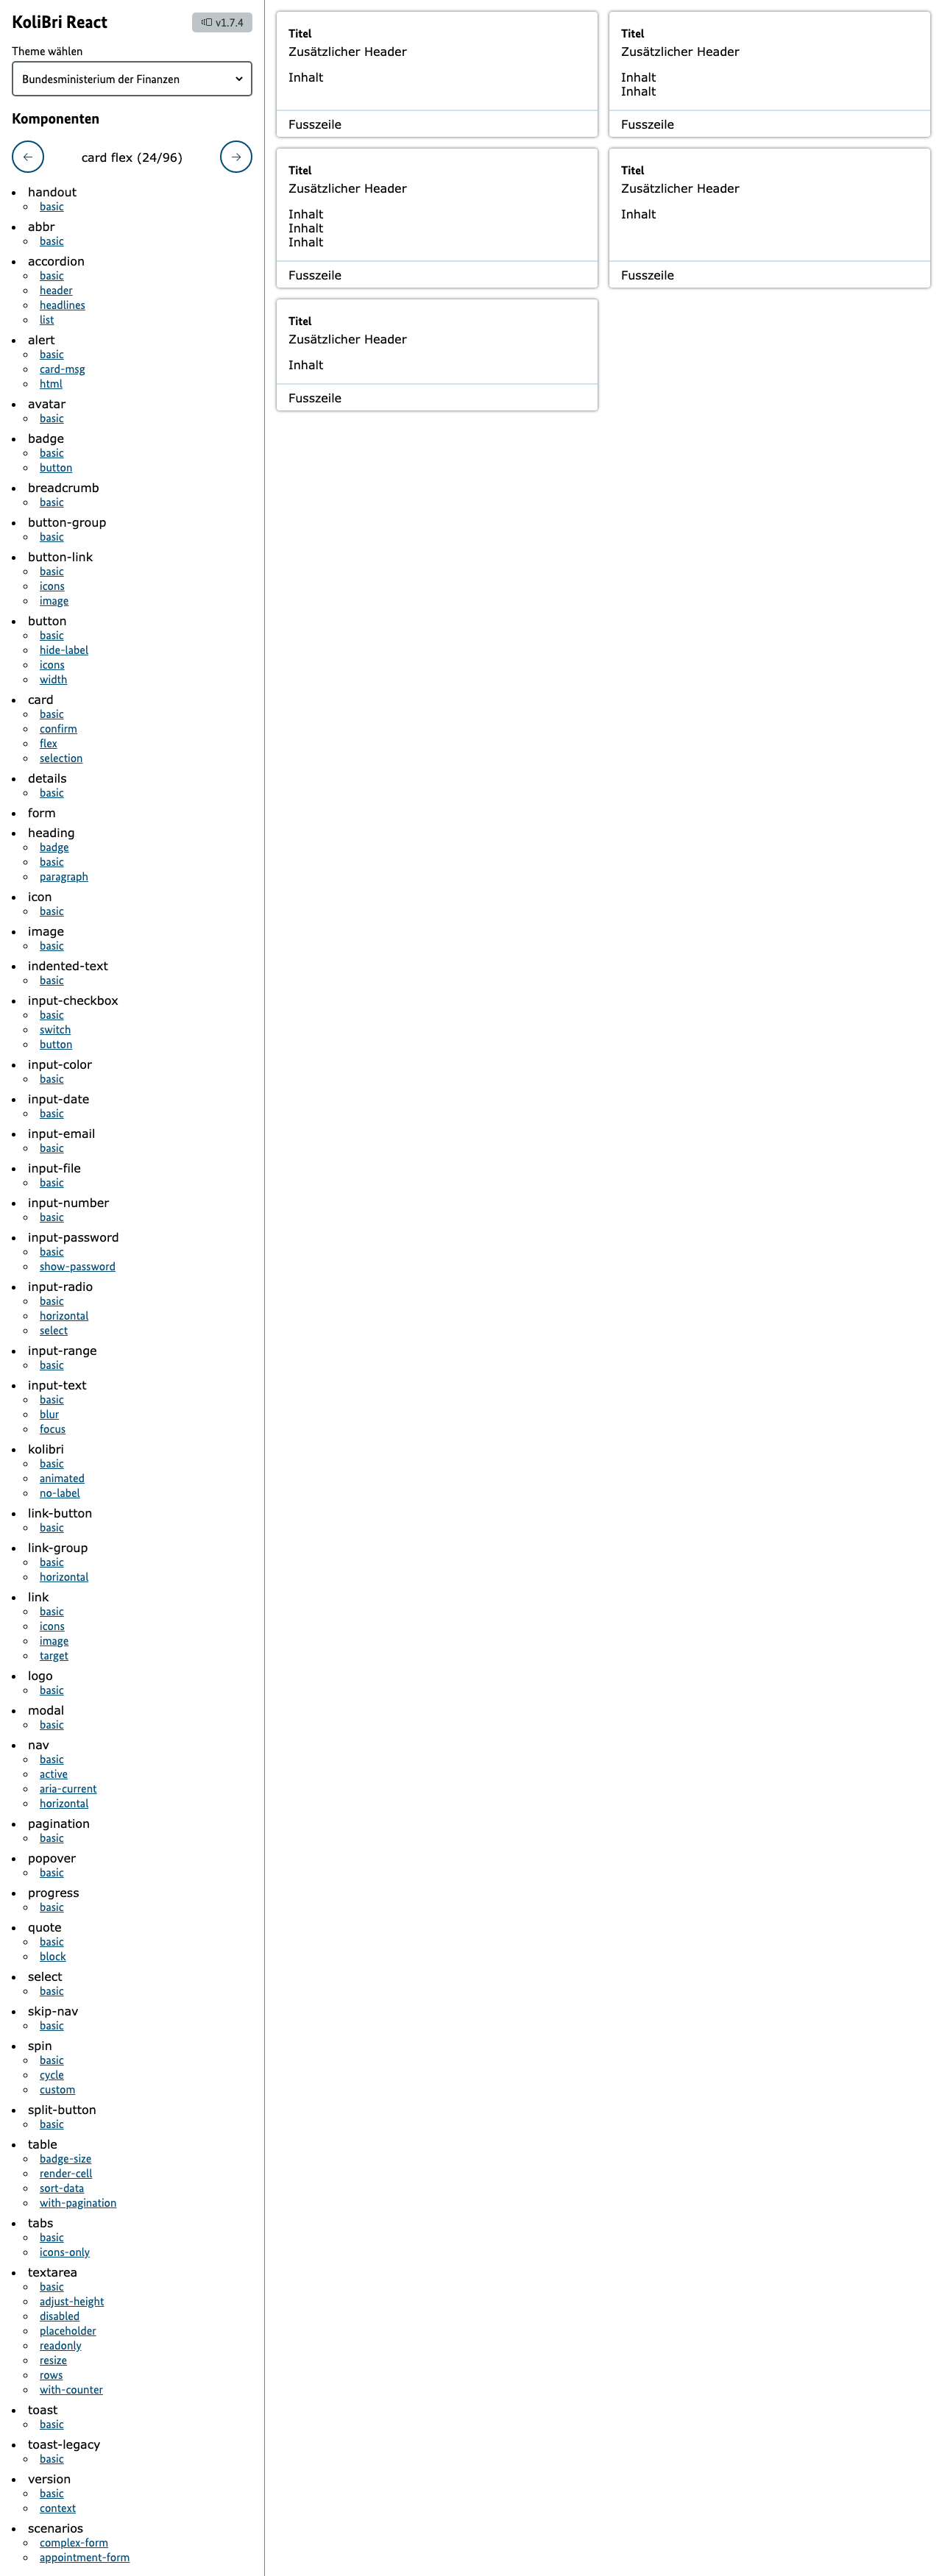 KoliBri React
v1.7.4
Theme wählen
Bundesministerium der Finanzen
Komponenten
card flex (24/96)
handout
basic
abbr
basic
accordion
basic
header
headlines
list
alert
basic
card-msg
html
avatar
basic
badge
basic
button
breadcrumb
basic
button-group
basic
button-link
basic
icons
image
button
basic
hide-label
icons
width
card
basic
confirm
flex
selection
details
basic
form
heading
badge
basic
paragraph
icon
basic
image
basic
indented-text
basic
input-checkbox
basic
switch
button
input-color
basic
input-date
basic
input-email
basic
input-file
basic
input-number
basic
input-password
basic
show-password
input-radio
basic
horizontal
select
input-range
basic
input-text
basic
blur
focus
kolibri
basic
animated
no-label
link-button
basic
link-group
basic
horizontal
link
basic
icons
image
target
logo
basic
modal
basic
nav
basic
active
aria-current
horizontal
pagination
basic
popover
basic
progress
basic
quote
basic
block
select
basic
skip-nav
basic
spin
basic
cycle
custom
split-button
basic
table
badge-size
render-cell
sort-data
with-pagination
tabs
basic
icons-only
textarea
basic
adjust-height
disabled
placeholder
readonly
resize
rows
with-counter
toast
basic
toast-legacy
basic
version
basic
context
scenarios
complex-form
appointment-form
Titel
Zusätzlicher Header
Inhalt
Fusszeile
Titel
Zusätzlicher Header
Inhalt
Inhalt
Fusszeile
Titel
Zusätzlicher Header
Inhalt
Inhalt
Inhalt
Fusszeile
Titel
Zusätzlicher Header
Inhalt
Fusszeile
Titel
Zusätzlicher Header
Inhalt
Fusszeile